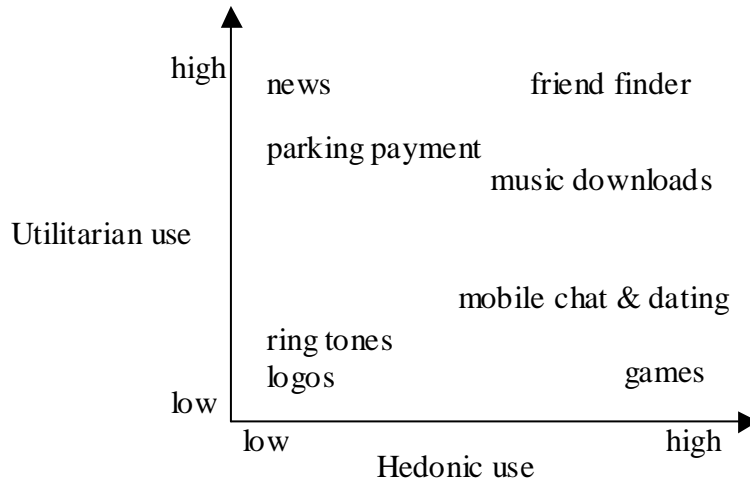 high
news
friend finder
parking payment
music downloads
Utilitarian use
mobile chat & dating
ring tones
logos
games
low
low
high
Hedonic use